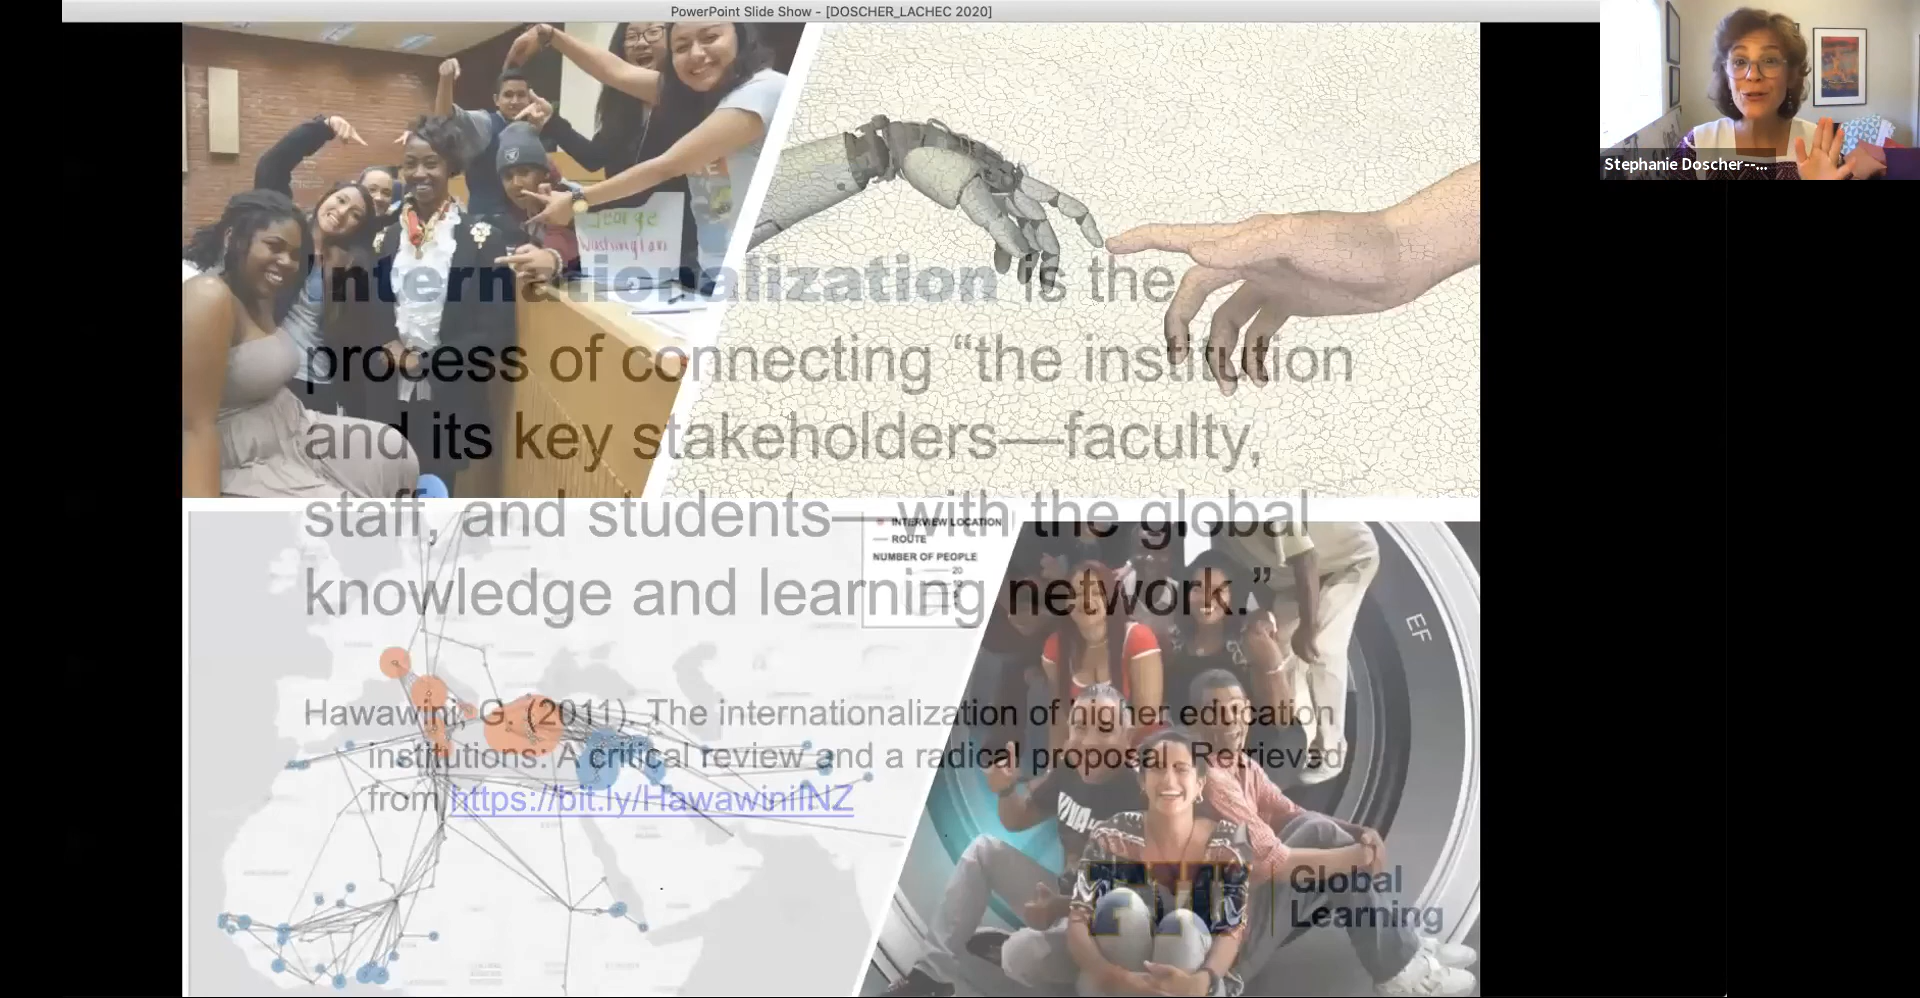 PowerPoint Slide Show - [DOSCHER_LACHEC 2020]
Stephanie Doscher--...
George
Washington
Internationalization is the
process of connecting “the institution
and its key stakeholders—faculty,
staff, and students—with the global
knowledge and learning network.”
INTERVIEW LOCATION
ROUTE
NUMBER OF PEOPLE
20
EF
Hawawini, G. (2011). The internationalization of higher education
institutions: A critical review and a radical proposal. Retrieved
from https://bit.ly/HawawiniINZ
FIU
Global
Learning